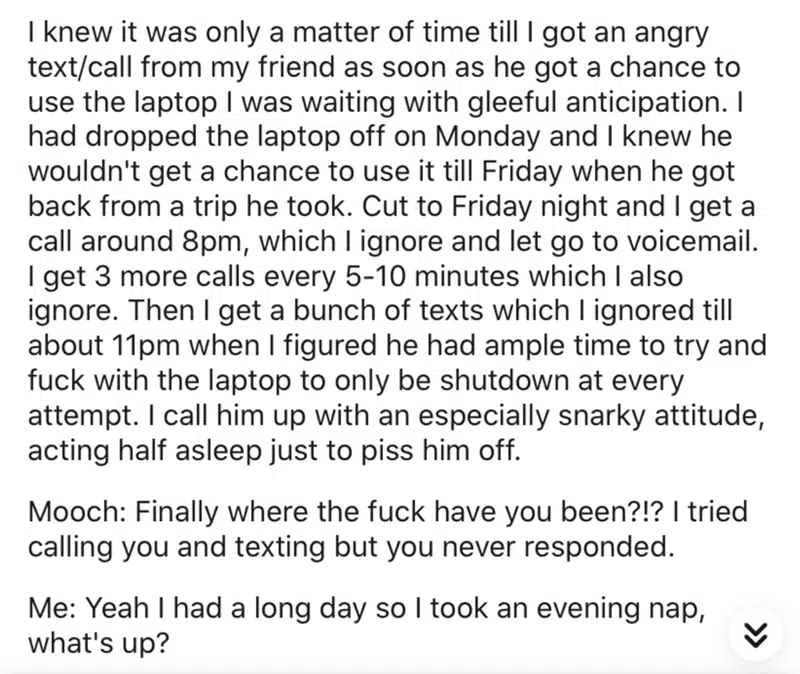 I knew it was only a matter of time till I got an angry
text/call from my friend as soon as he got a chance to
use the laptop I was waiting with gleeful anticipation. I
had dropped the laptop off on Monday and I knew he
wouldn't get a chance to use it till Friday when he got
back from a trip he took. Cut to Friday night and I get a
call around 8pm, which I ignore and let go to voicemail.
I get 3 more calls every 5-10 minutes which I also
ignore. Then I get a bunch of texts which I ignored till
about 11pm when I figured he had ample time to try and
fuck with the laptop to only be shutdown at every
attempt. I call him up with an especially snarky attitude,
acting half asleep just to piss him off.
Mooch: Finally where the fuck have you been?!? I tried
calling you and texting but you never responded.
Me: Yeah I had a long day so I took an evening nap,
what's up?